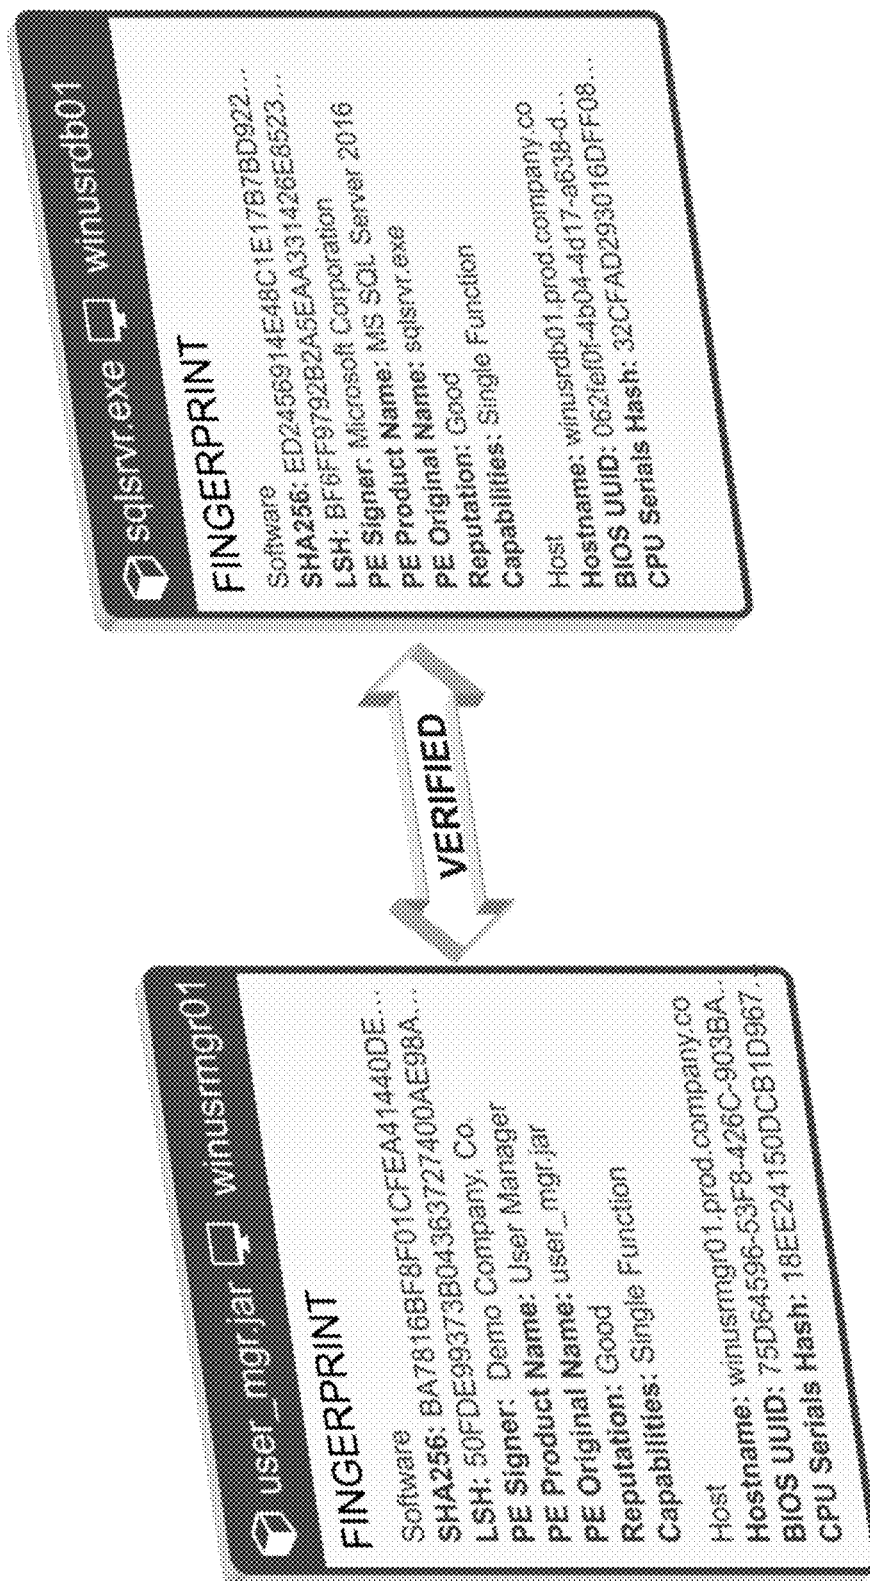 user_mgr.jar winusrmgr01
FINGERPRINT
Software
SHA256: BA7816BF8F01CFEA41440DE...
LSH: 50FDE99373B04363727400AE98A...
PE Signer: Demo Company, Co.
PE Product Name: User Manager
PE Original Name: user_mgr.jar
Reputation: Good
Capabilities: Single Function
Host
Hostname: winusrmgr01.prod.company.co
BIOS UUID: 75D64596-53F8-426C-903BA..
CPU Serials Hash: 18EE24150DCB1D967..
VERIFIED
sqlsrvr.exe winusrdb01
FINGERPRINT
Software
SHA256: ED2456914E48C1E17B7BD922...
LSH: BF6FF9792B2A5EAA331426E8523...
PE Signer: Microsoft Corporation
PE Product Name: MS SQL Server 2016
PE Original Name: sqlsrvr.exe
Reputation: Good
Capabilities: Single Function
Host
Hostname: winusrdb01.prod.company.co
BIOS UUID: 062fef0f-4b04-4d17-a638-d...
CPU Serials Hash: 32CFAD293016DFF08...